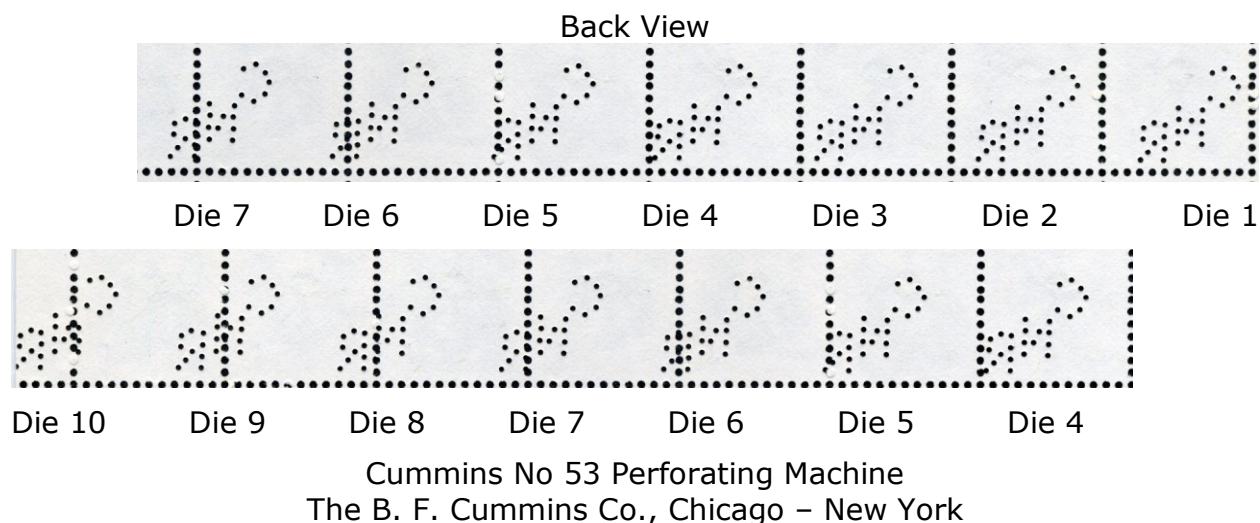 Back View
Die 7 Die 6 Die 5 Die 4 Die 3 Die 2 Die 1
Die 10 Die 9 Die 8 Die 7 Die 6 Die 5 Die 4
Cummins No 53 Perforating Machine
The B. F. Cummins Co., Chicago – New York